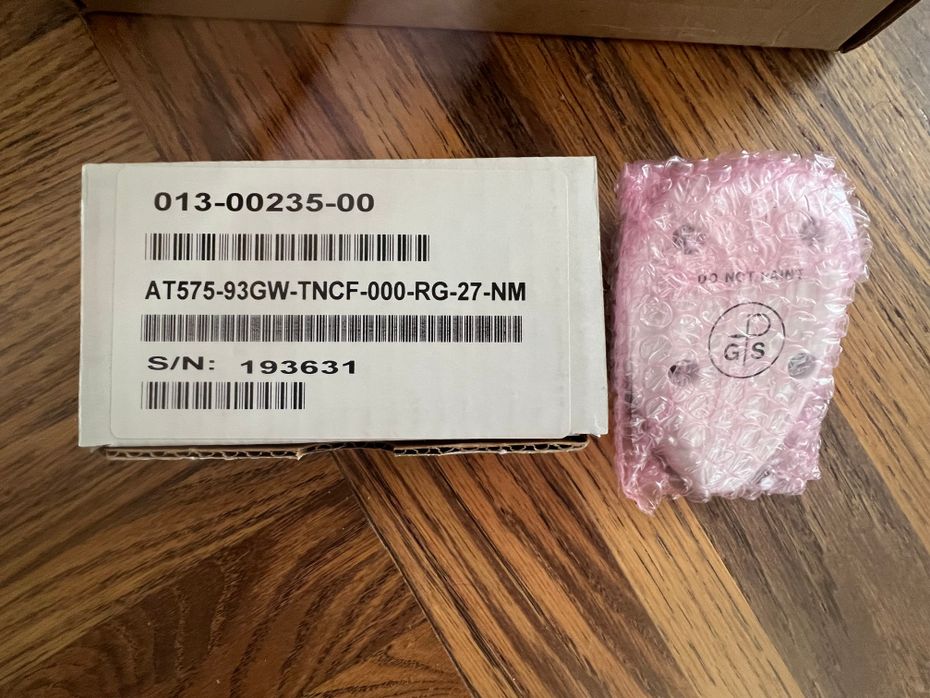 013-00235-00
AT575-93GW-TNCF-000-RG-27-NM
S/N: 193631
DO NOT PAINT
GPS